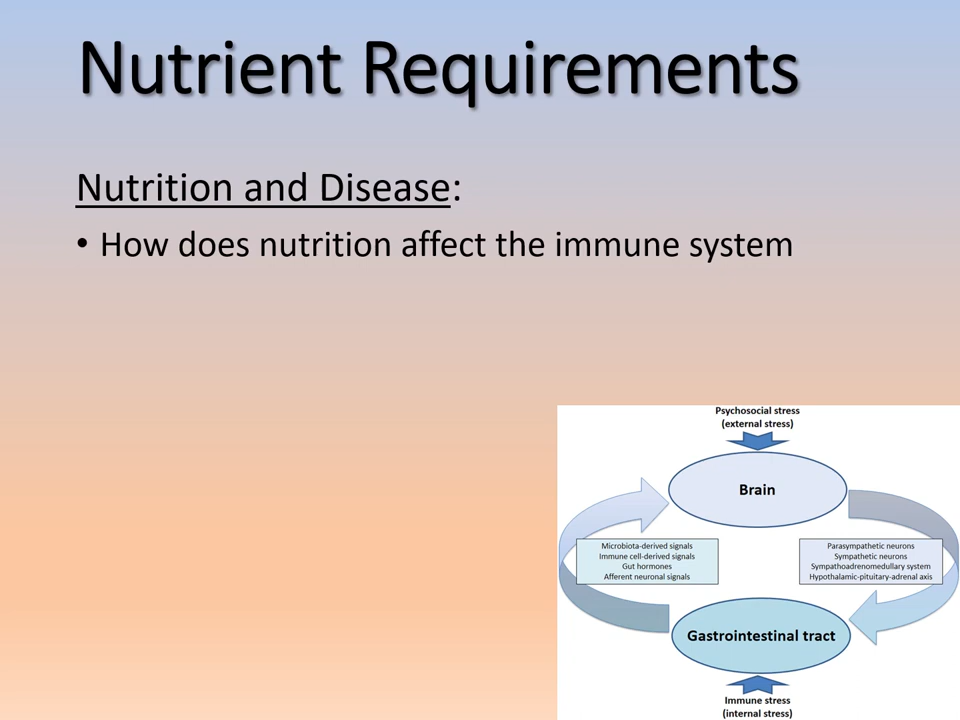 Nutrient Requirements
Nutrition and Disease:
• How does nutrition affect the immune system
Psychosocial stress
(external stress)
Brain
Microbiota-derived signals
Immune cell-derived signals
Gut hormones
Afferent neuronal signals
Parasympathetic neurons
Sympathetic neurons
Sympathoadrenomedullary system
Hypothalamic-pituitary-adrenal axis
Gastrointestinal tract
Immune stress
(internal stress)